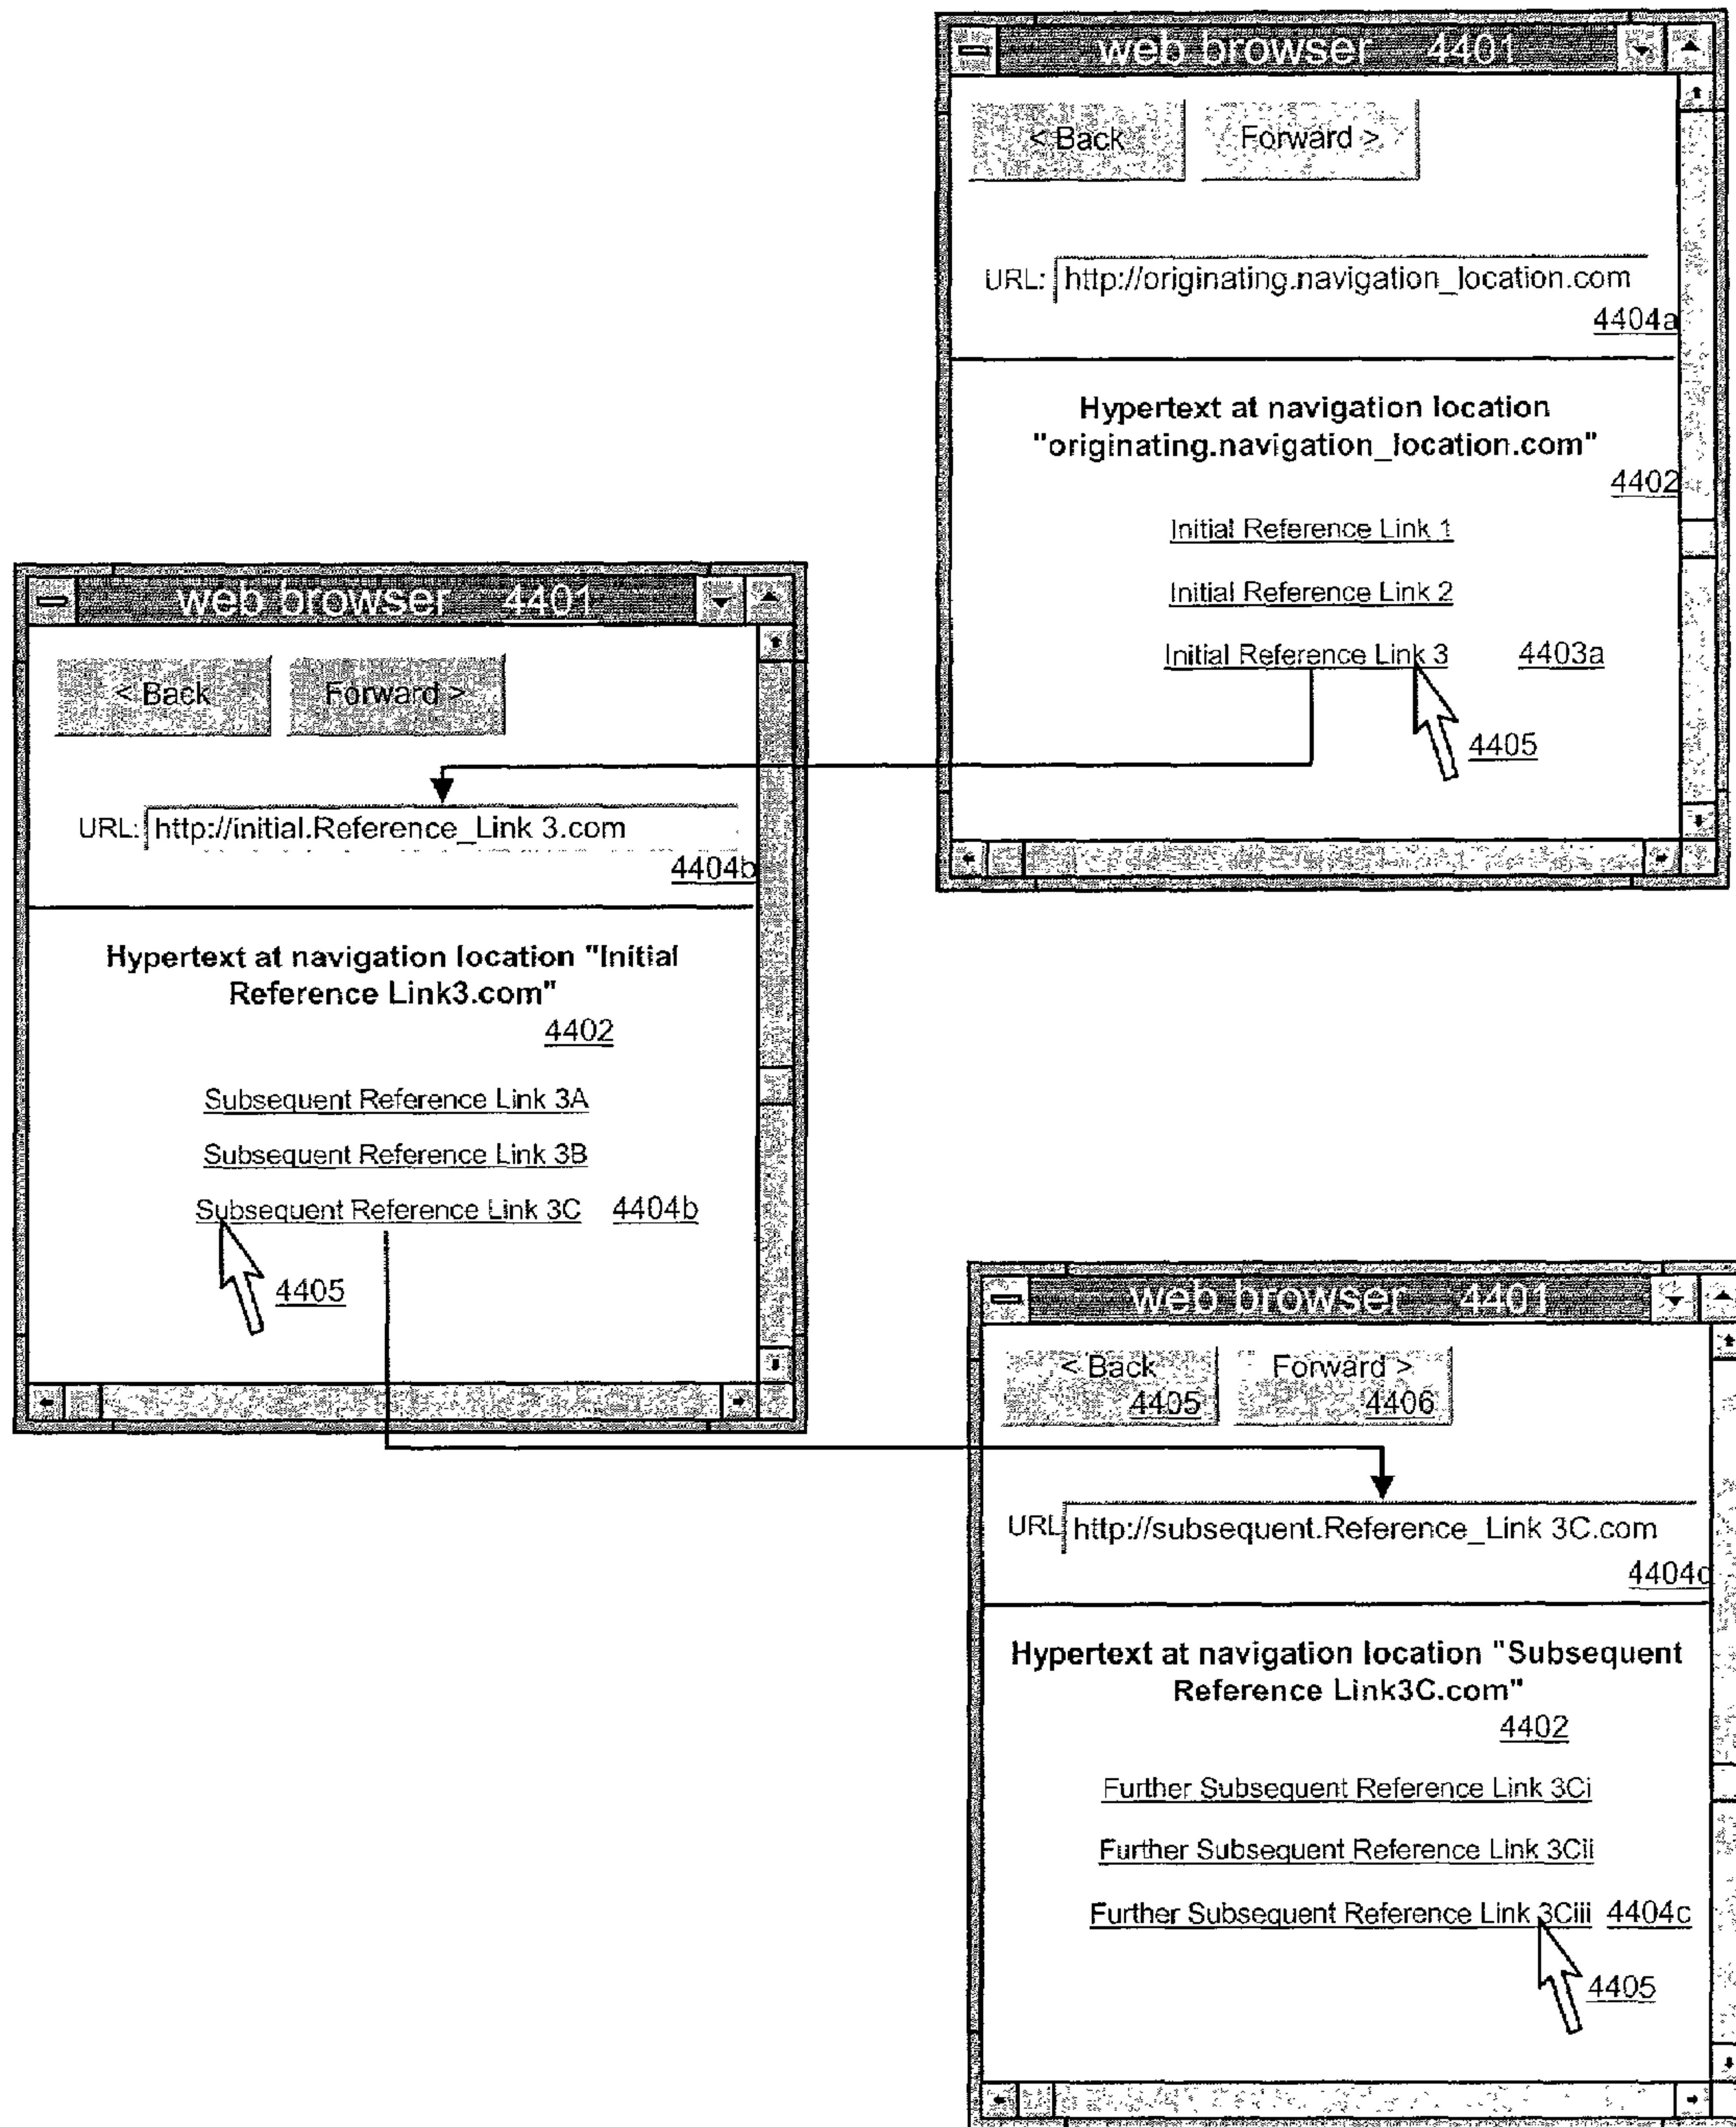 web browser 4401
< Back Forward >
URL: http://originating.navigation_location.com
4404a
Hypertext at navigation location
"originating.navigation_location.com"
4402
Initial Reference Link 1
Initial Reference Link 2
Initial Reference Link 3 4403a
4405
web browser 4401
< Back Forward >
URL: http://initial.Reference_Link 3.com
4404b
Hypertext at navigation location "Initial
Reference Link3.com"
4402
Subsequent Reference Link 3A
Subsequent Reference Link 3B
Subsequent Reference Link 3C 4404b
4405
web browser 4401
< Back Forward >
4405 4406
URL http://subsequent.Reference_Link 3C.com
4404c
Hypertext at navigation location "Subsequent
Reference Link3C.com"
4402
Further Subsequent Reference Link 3Ci
Further Subsequent Reference Link 3Cii
Further Subsequent Reference Link 3Ciii 4404c
4405